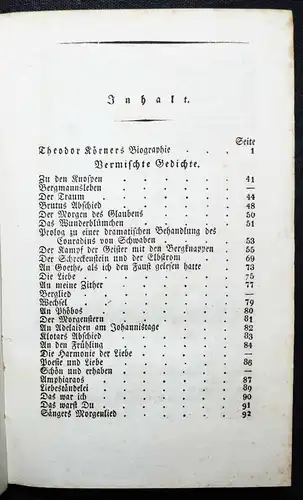 Inhalt.
Seite
Theodor Körners Biographie . . . . 1
Vermischte Gedichte.
Zu den Knospen . . . . . . 41
Bergmannsleben . . . . . . —
Der Traum . . . . . . 44
Brutus Abschied . . . . . . 48
Der Morgen des Glaubens . . . . . 50
Das Wanderblümchen . . . . . 51
Prolog zu einer dramatischen Behandlung des
Conradins von Schwaben . . . . 53
Der Kampf der Geister mit den Bergknappen . 55
Der Schreckenstein und der Elbstrom . . 69
An Goethe, als ich den Faust gelesen hatte . 73
Die Liebe . . . . . . . 75
An meine Zither . . . . . . 77
Berglied . . . . . . . —
Wechsel . . . . . . . 79
An Phöbos . . . . . . . 80
Der Morgenstern . . . . . . 81
An Adelaiden am Johannistage . . . . 82
Klotars Abschied . . . . . . 83
An den Frühling . . . . . . 84
Die Harmonie der Liebe . . . . . —
Poesie und Liebe . . . . . . 86
Schön und erhaben . . . . . . —
Amphiaraos . . . . . . 87
Liebeständelei . . . . . . 89
Das war ich . . . . . . 90
Das warst Du . . . . . . 91
Sängers Morgenlied . . . . . . 92